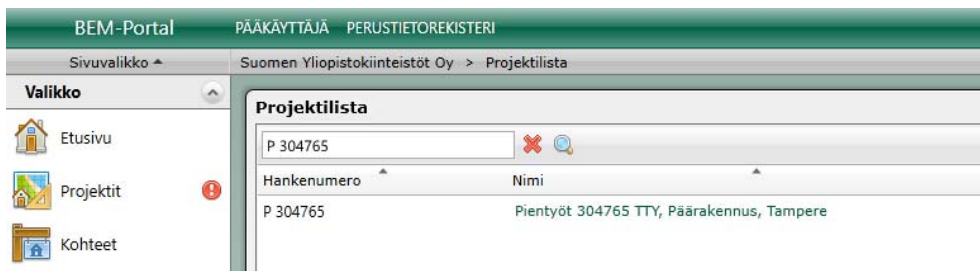 BEM-Portal PÄÄKÄYTTÄJÄ PERUSTIETOREKISTERI
Sivuvalikko Suomen Yliopistokiinteistöt Oy > Projektilista
Valikko
Projektilista
Etusivu
P 304765
Hankenumero Nimi
Projektit
P 304765 Pientyöt 304765 TTY, Päärakennus, Tampere
Kohteet